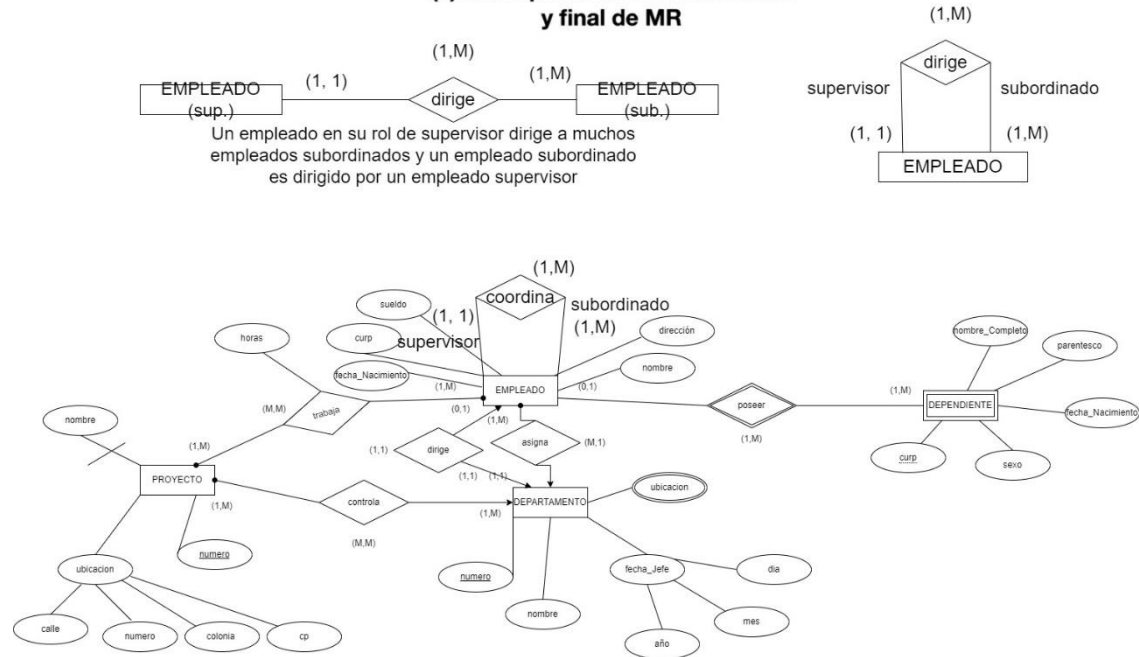 y final de MR
(1,M)
(1, 1)
(1,M)
EMPLEADO
(sup.)
dirige
EMPLEADO
(sub.)
Un empleado en su rol de supervisor dirige a muchos
empleados subordinados y un empleado subordinado
es dirigido por un empleado supervisor
(1,M)
dirige
supervisor
subordinado
(1, 1)
(1,M)
EMPLEADO
(1,M)
coordina
sueldo
(1, 1)
subordinado
(1,M)
supervisor
horas
curp
dirección
fecha_Nacimiento
nombre
EMPLEADO
(1,M)
(0,1)
(0,1)
nombre_Completo
parentesco
(1,M)
DEPENDIENTE
fecha_Nacimiento
curp
sexo
poseer
(1,M)
(M,M)
trabaja
nombre
(1,M)
PROYECTO
(1,M)
(1,M)
(1,1)
dirige
asigna
(M,1)
(1,1)
(1,1)
controla
(M,M)
(1,M)
DEPARTAMENTO
ubicacion
numero
ubicacion
calle
numero
colonia
cp
numero
nombre
fecha_Jefe
dia
mes
año